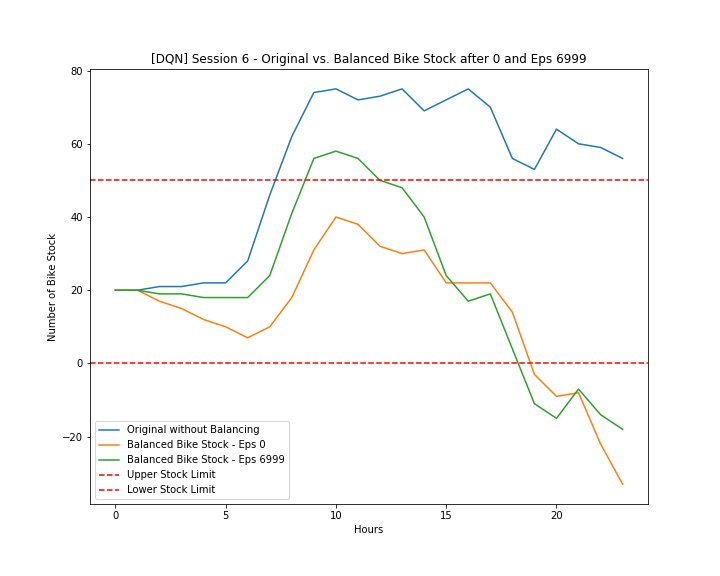 [DQN] Session 6 - Original vs. Balanced Bike Stock after 0 and Eps 6999
80
60
40
20
0
−20
Number of Bike Stock
Original without Balancing
Balanced Bike Stock - Eps 0
Balanced Bike Stock - Eps 6999
Upper Stock Limit
Lower Stock Limit
0 5 10 15 20
Hours